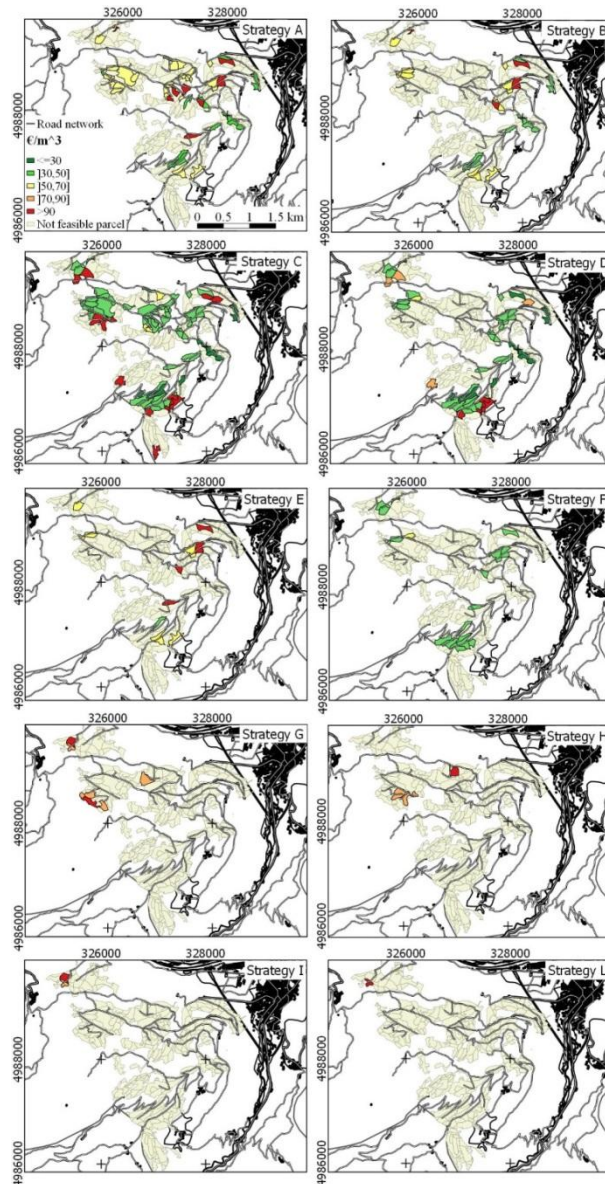 326000 328000 326000 328000
Strategy A Strategy B
4988000
Road network
€/m^3
<=30
]30,50]
]50,70]
]70,90]
>90
Not feasible parcel
0 0.5 1 1.5 km
4986000
326000 328000 326000 328000
Strategy C Strategy D
4988000 4988000
4986000 4986000
326000 328000 326000 328000
Strategy E Strategy F
4988000 4988000
4986000 4986000
326000 328000 326000 328000
Strategy G Strategy H
4988000 4988000
4986000 4986000
326000 328000 326000 328000
Strategy I Strategy L
4988000 4988000
4986000 4986000